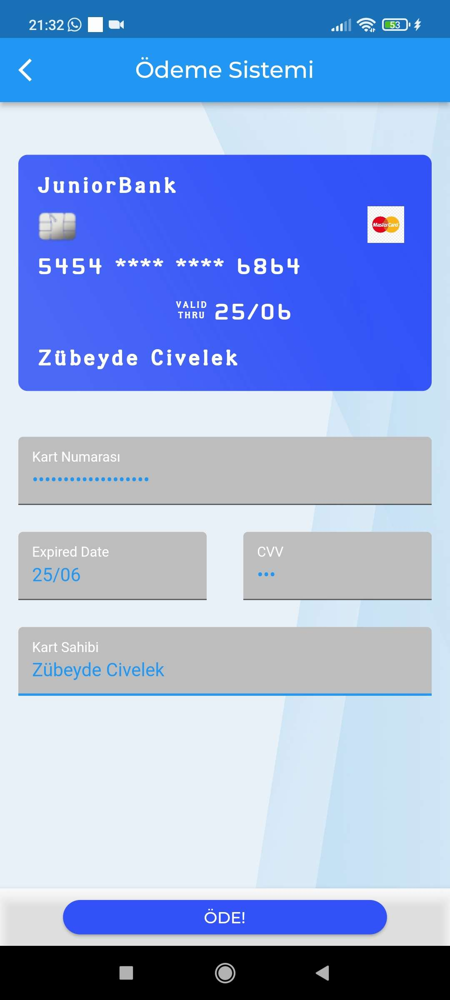 21:32
53
Ödeme Sistemi
JuniorBank
MasterCard
5454 **** **** 6864
VALID
THRU
25/06
Zübeyde Civelek
Kart Numarası
•••••••••••••••••••
Expired Date
25/06
CVV
•••
Kart Sahibi
Zübeyde Civelek
ÖDE!